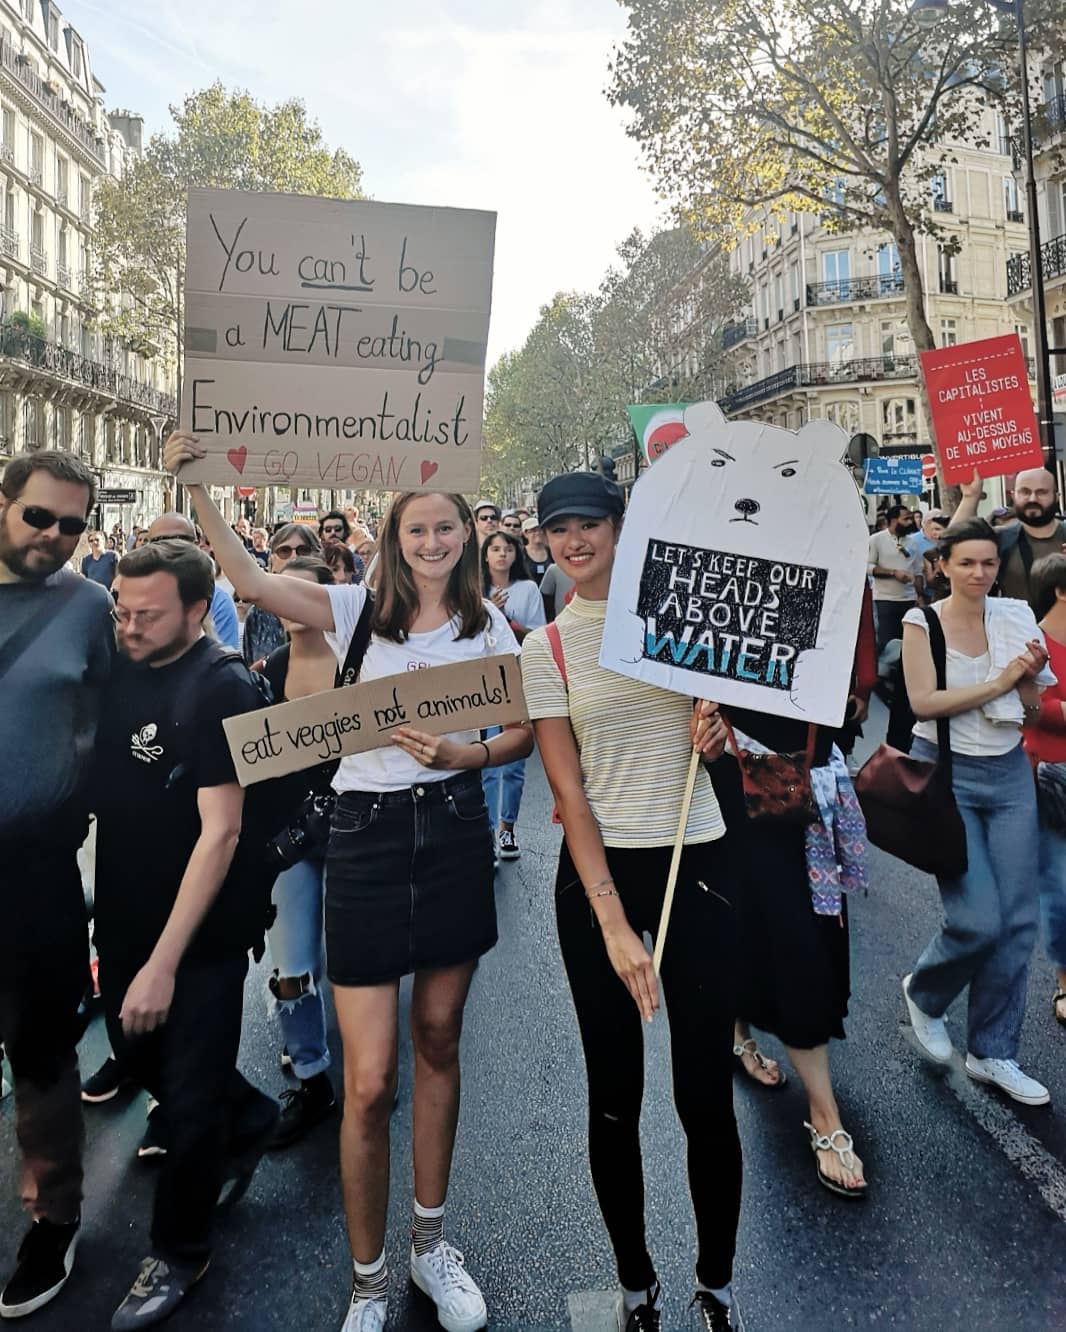 You can't be
a MEAT eating
Environmentalist
GO VEGAN
eat veggies not animals!
LET'S KEEP OUR
HEADS
ABOVE
WATER
LES
CAPITALISTES
VIVENT
AU-DESSUS
DE NOS MOYENS